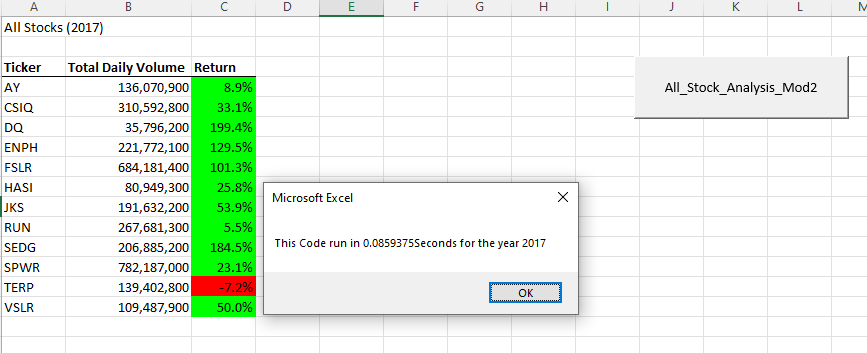 A B C D E F G H I J K L M
All Stocks (2017)
Ticker Total Daily Volume Return
All_Stock_Analysis_Mod2
AY 136,070,900 8.9%
CSIQ 310,592,800 33.1%
DQ 35,796,200 199.4%
ENPH 221,772,100 129.5%
FSLR 684,181,400 101.3%
HASI 80,949,300 25.8%
JKS 191,632,200 53.9%
RUN 267,681,300 5.5%
SEDG 206,885,200 184.5%
SPWR 782,187,000 23.1%
TERP 139,402,800 -7.2%
VSLR 109,487,900 50.0%
Microsoft Excel
This Code run in 0.0859375Seconds for the year 2017
OK